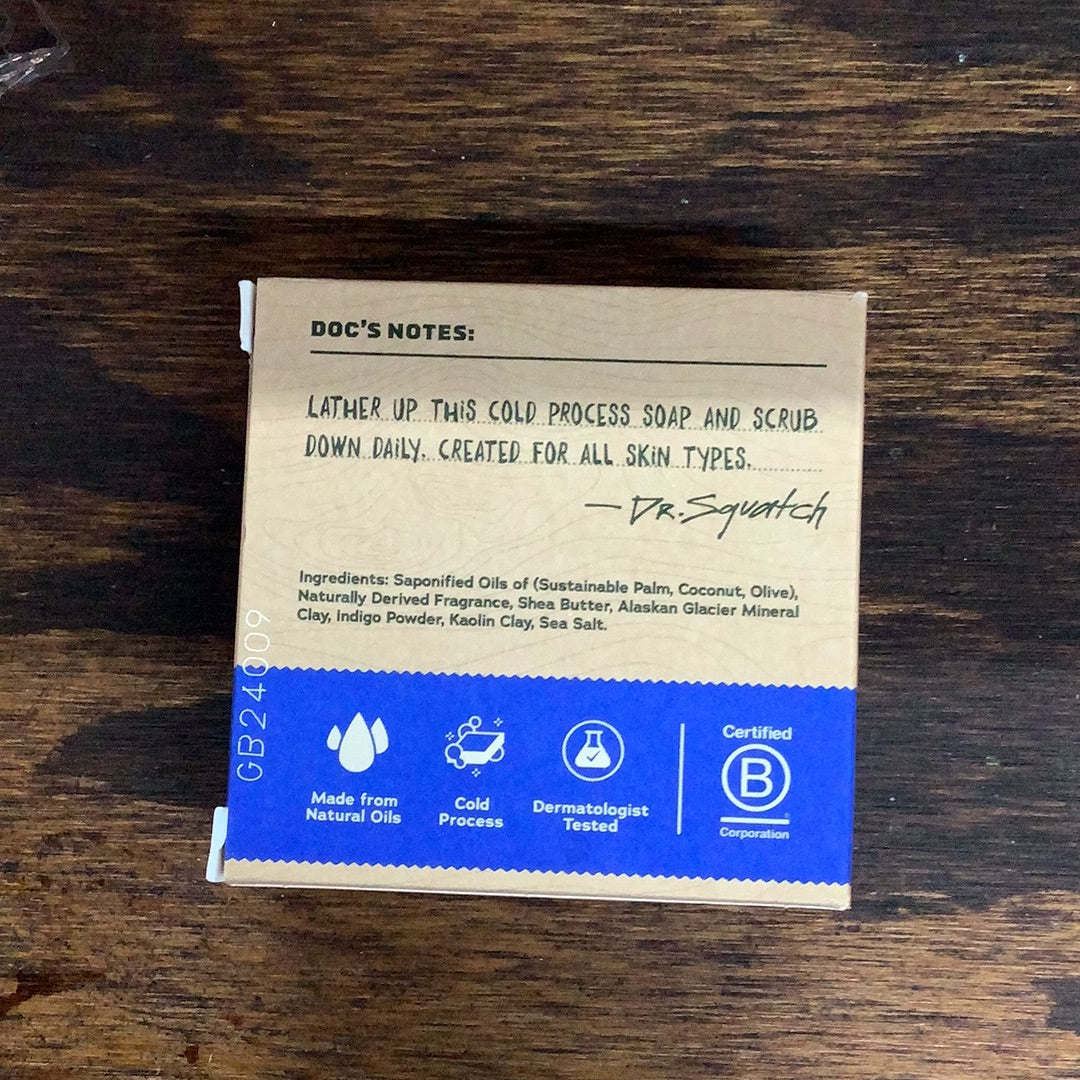 DOC'S NOTES:
LATHER UP THIS COLD PROCESS SOAP AND SCRUB
DOWN DAILY. CREATED FOR ALL SKIN TYPES.
— DR. Squatch
Ingredients: Saponified Oils of (Sustainable Palm, Coconut, Olive),
Naturally Derived Fragrance, Shea Butter, Alaskan Glacier Mineral
Clay, Indigo Powder, Kaolin Clay, Sea Salt.
GB24009
Made from
Natural Oils
Cold
Process
Dermatologist
Tested
Certified
B
Corporation